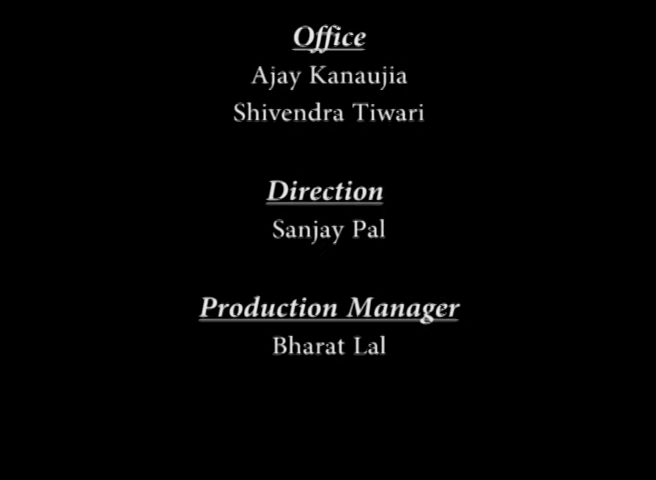 Office
Ajay Kanaujia
Shivendra Tiwari
Direction
Sanjay Pal
Production Manager
Bharat Lal